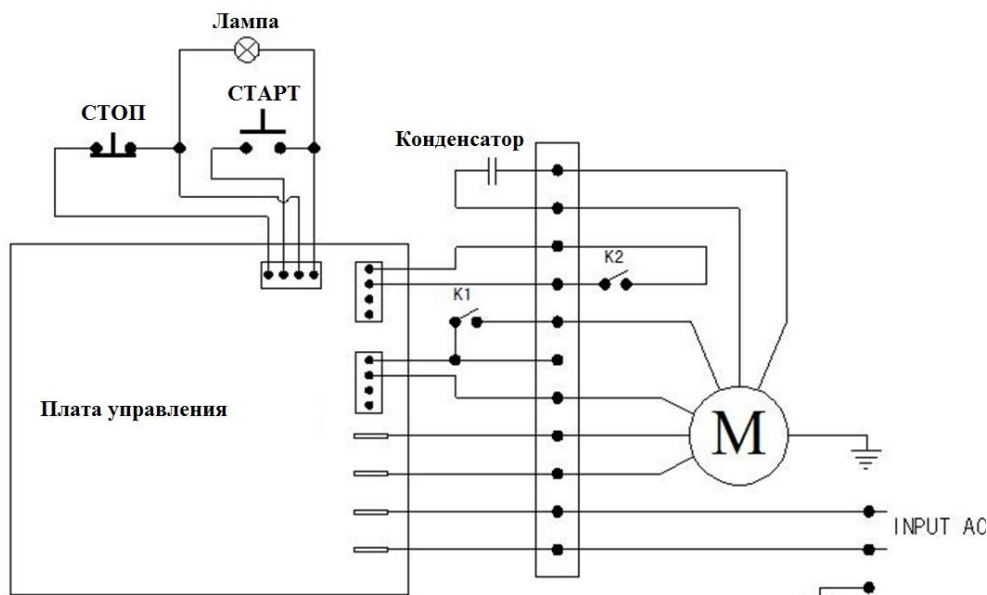 Лампа
СТАРТ
СТОП
Конденсатор
K2
K1
Плата управления
M
INPUT AC